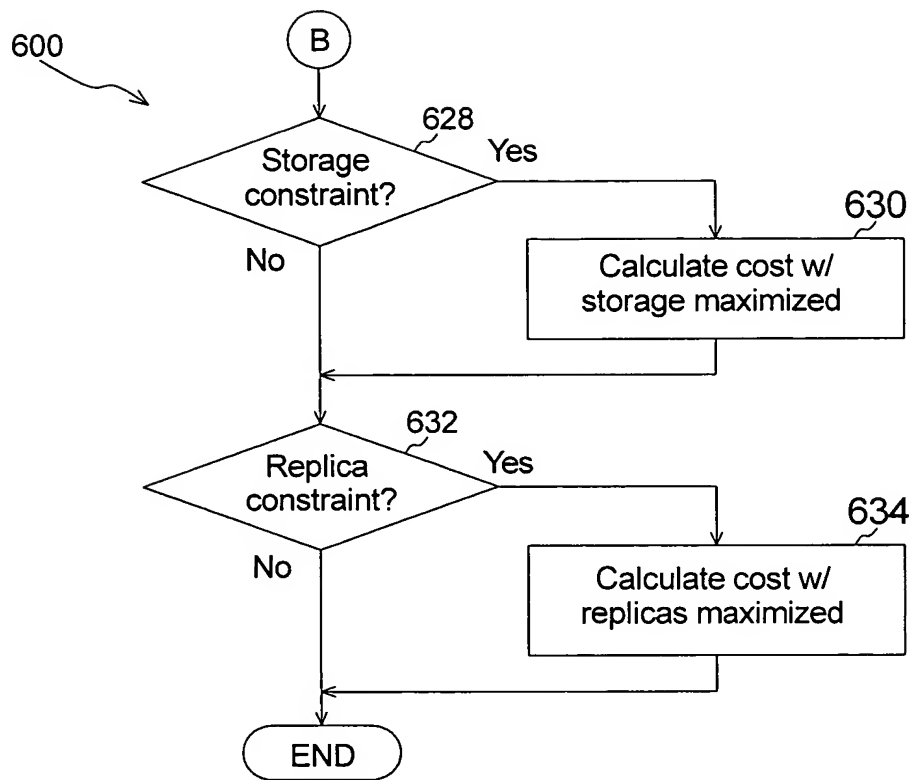 B
600
628
Storage
constraint?
Yes
No
630
Calculate cost w/
storage maximized
632
Replica
constraint?
Yes
No
634
Calculate cost w/
replicas maximized
END